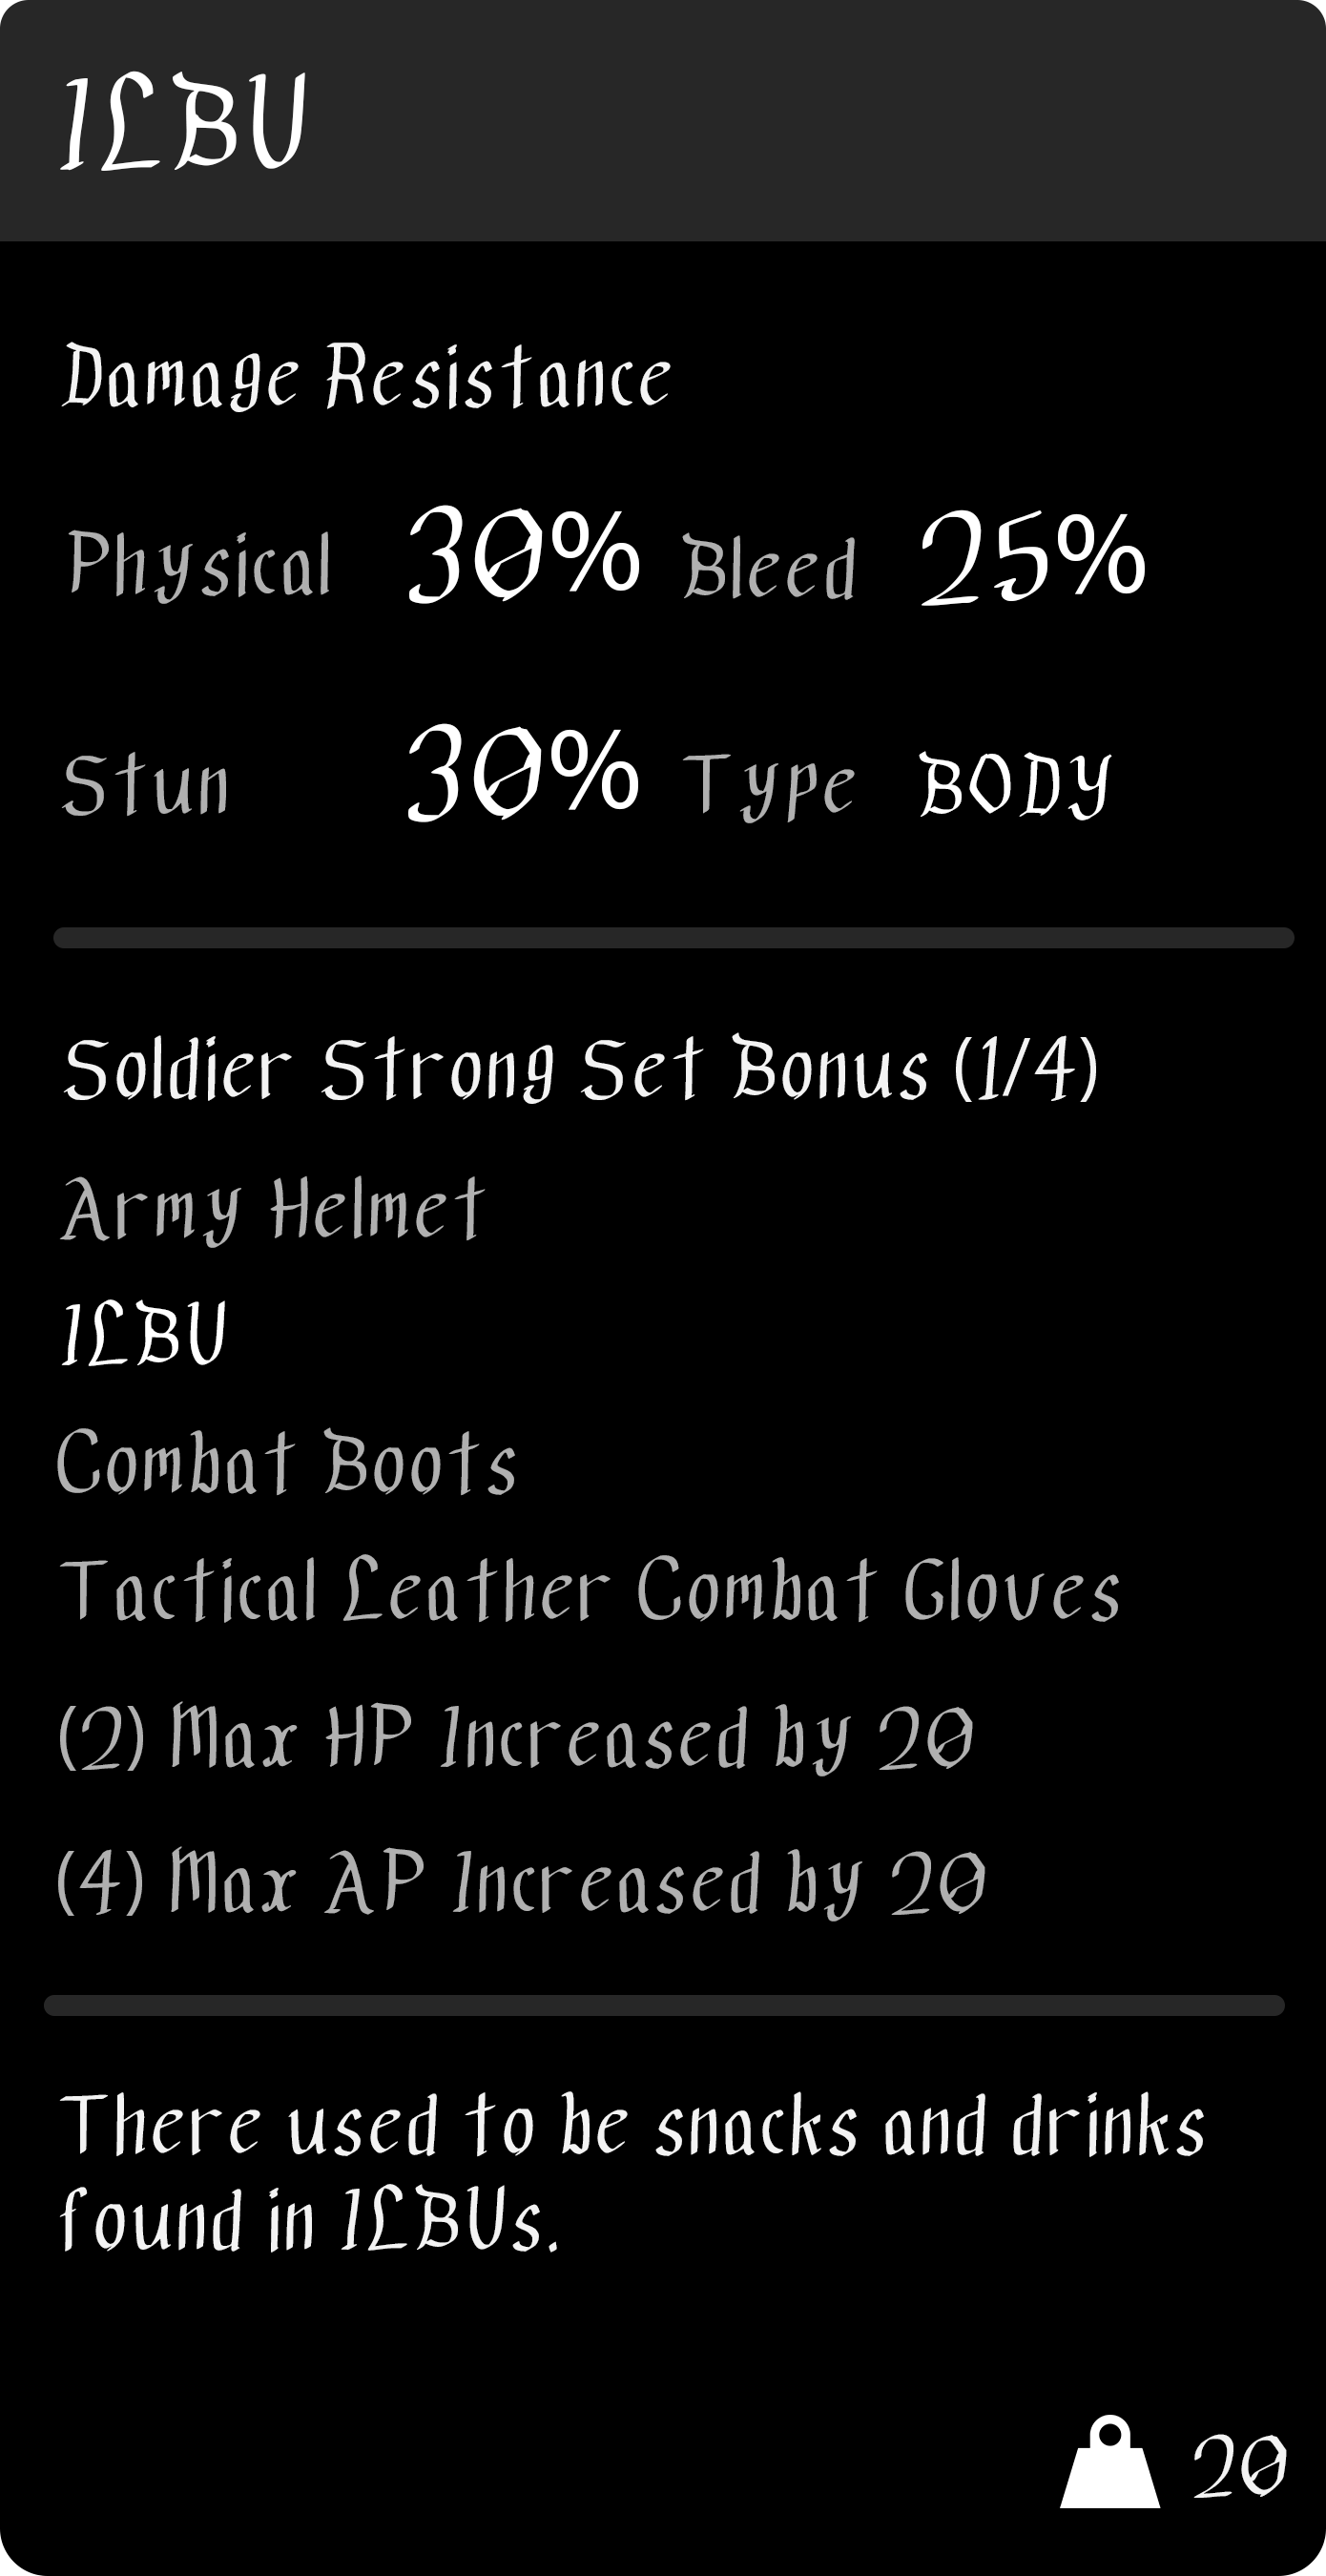 ILBU
Damage Resistance
Physical 30% Bleed 25%
Stun 30% Type BODY
Soldier Strong Set Bonus (1/4)
Army Helmet
ILBU
Combat Boots
Tactical Leather Combat Gloves
(2) Max HP Increased by 20
(4) Max AP Increased by 20
There used to be snacks and drinks
found in ILBUs.
20